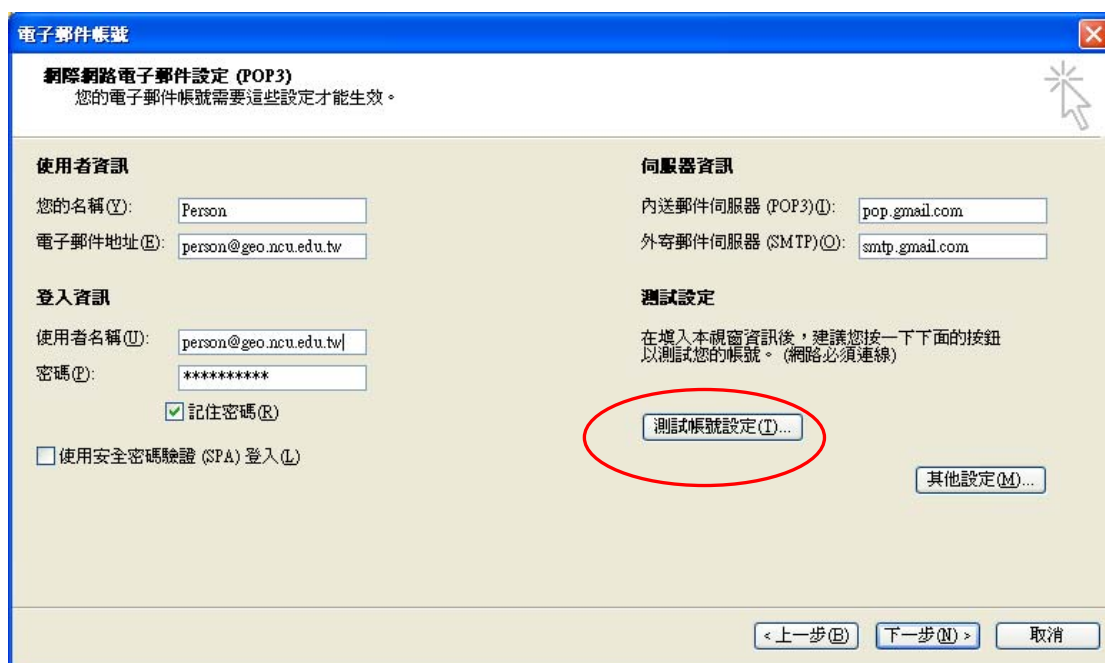 電子郵件帳號
網際網路電子郵件設定 (POP3)
您的電子郵件帳號需要這些設定才能生效。
使用者資訊
您的名稱(Y):
Person
電子郵件地址(E):
person@geo.ncu.edu.tw
登入資訊
使用者名稱(U):
person@geo.ncu.edu.tw
密碼(P):
**********
記住密碼(R)
使用安全密碼驗證 (SPA) 登入(L)
伺服器資訊
內送郵件伺服器 (POP3)(I):
pop.gmail.com
外寄郵件伺服器 (SMTP)(O):
smtp.gmail.com
測試設定
在填入本視窗資訊後，建議您按一下下面的按鈕
以測試您的帳號。(網路必須連線)
測試帳號設定(T)...
其他設定(M)...
<上一步(B)
下一步(N)>
取消